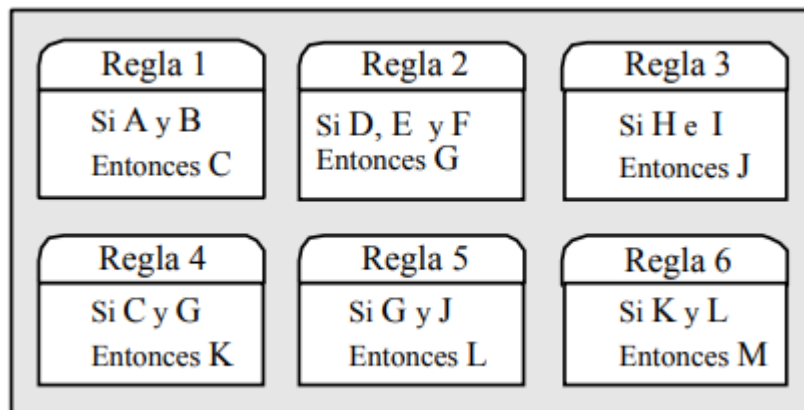 Regla 1
Si A y B
Entonces C
Regla 2
Si D, E y F
Entonces G
Regla 3
Si H e I
Entonces J
Regla 4
Si C y G
Entonces K
Regla 5
Si G y J
Entonces L
Regla 6
Si K y L
Entonces M